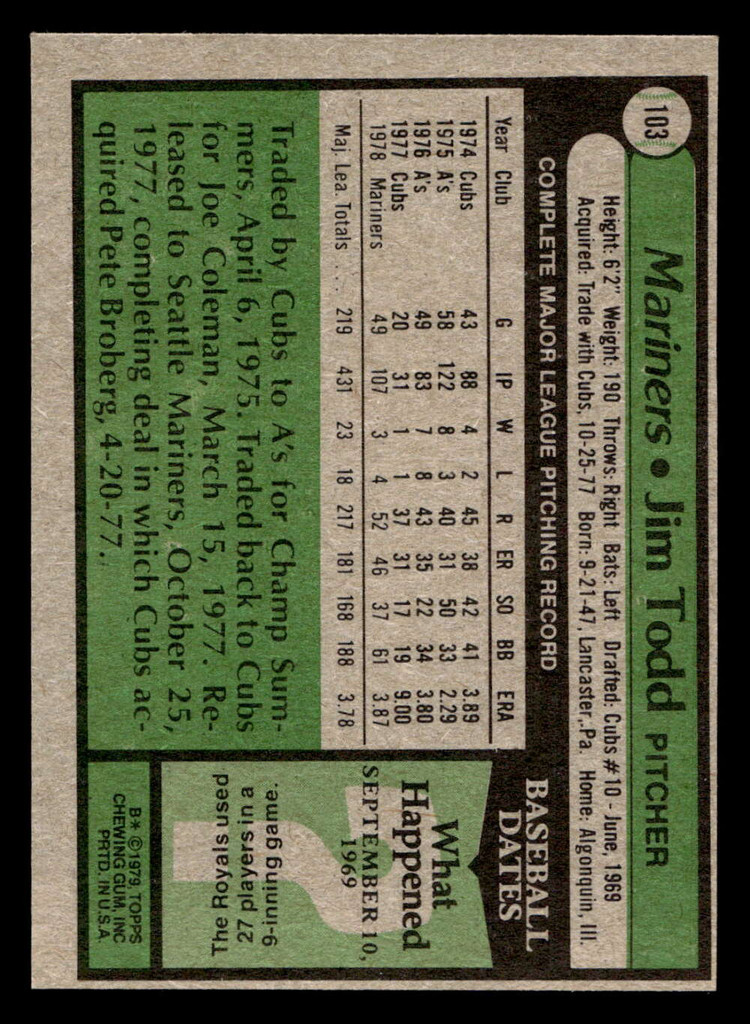 103
Mariners • Jim Todd PITCHER
Height: 6'2" Weight: 190 Throws: Right Bats: Left Drafted: Cubs #10 - June, 1969
Acquired: Trade with Cubs, 10-25-77 Born: 9-21-47, Lancaster, Pa. Home: Algonquin, Ill.
COMPLETE MAJOR LEAGUE PITCHING RECORD
Year Club G IP W L R ER SO BB ERA
1974 Cubs 43 88 4 2 45 38 42 41 3.89
1975 A's 58 122 8 3 40 31 50 33 2.29
1976 A's 49 83 7 8 43 35 22 34 3.80
1977 Cubs 20 31 1 1 37 31 17 19 9.00
1978 Mariners 49 107 3 4 52 46 37 61 3.87
Maj. Lea. Totals ... 219 431 23 18 217 181 168 188 3.78
Traded by Cubs to A's for Champ Sum-
mers, April 6, 1975. Traded back to Cubs
for Joe Coleman, March 15, 1977. Re-
leased to Seattle Mariners, October 25,
1977, completing deal in which Cubs ac-
quired Pete Broberg, 4-20-77.
BASEBALL
DATES
What
Happened
SEPTEMBER 10,
1969
?
The Royals used
27 players in a
9-inning game.
B* ©1979, TOPPS
CHEWING GUM, INC
PRTD. IN U.S.A.